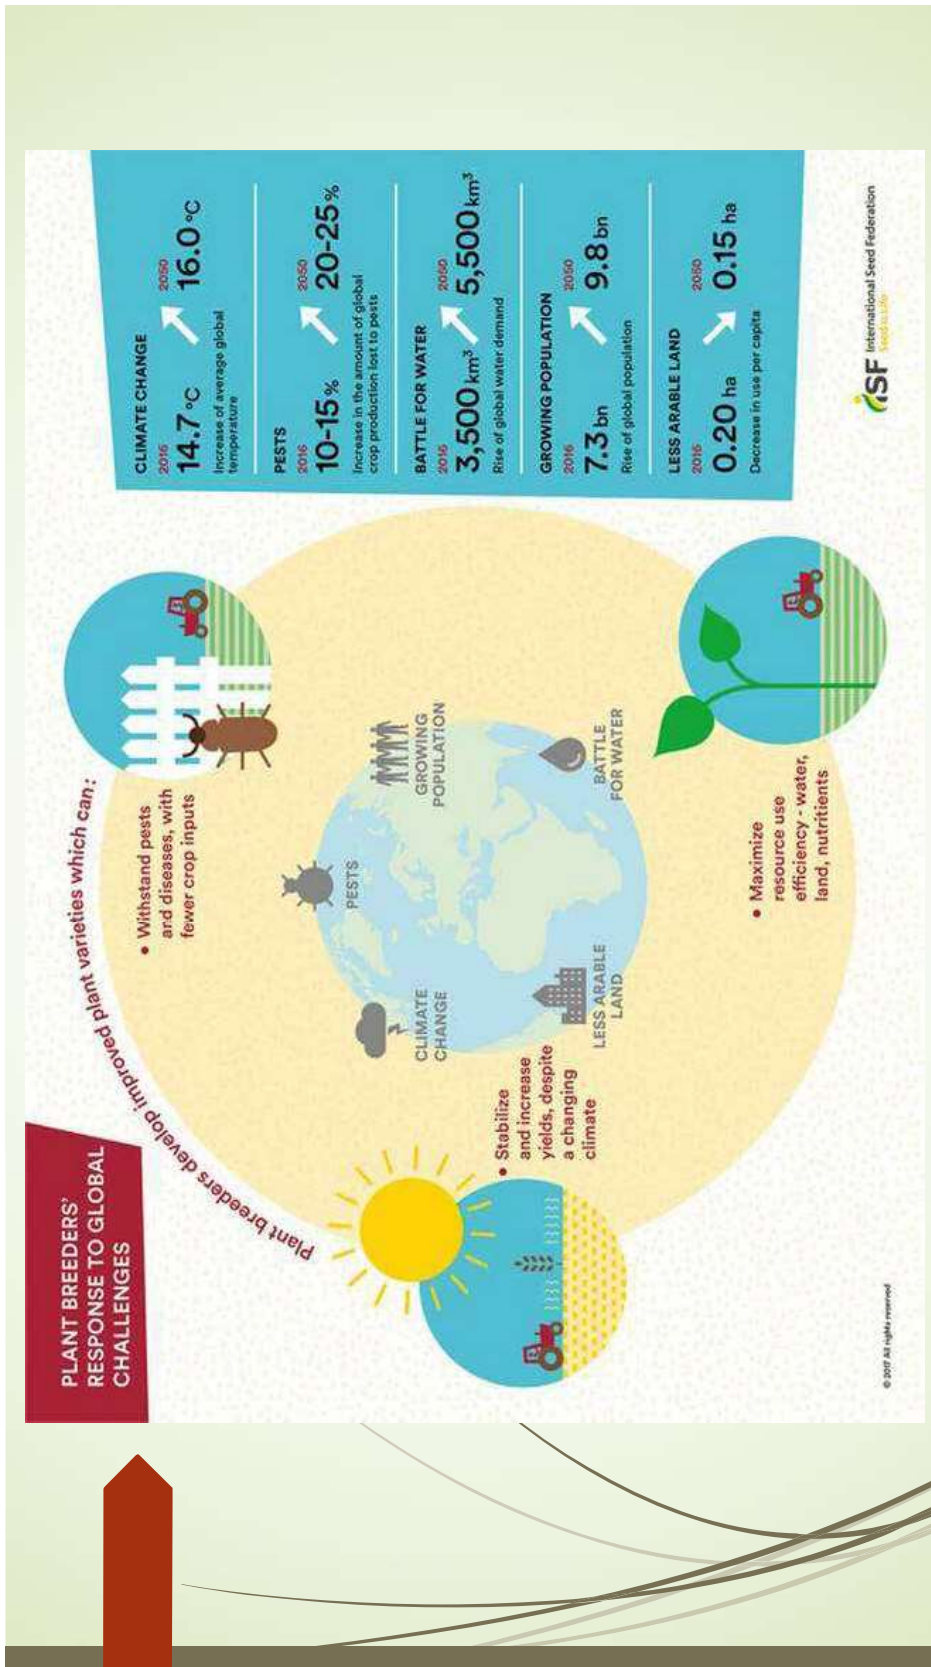 PLANT BREEDERS'
RESPONSE TO GLOBAL
CHALLENGES
Plant breeders develop improved plant varieties which can:
• Withstand pests
and diseases, with
fewer crop inputs
• Stabilize
and increase
yields, despite
a changing
climate
• Maximize
resource use
efficiency - water,
land, nutritients
CLIMATE
CHANGE
PESTS
GROWING
POPULATION
LESS ARABLE
LAND
BATTLE
FOR WATER
CLIMATE CHANGE
2016 2050
14.7 °C 16.0 °C
Increase of average global
temperature
PESTS
2016 2050
10-15 % 20-25 %
Increase in the amount of global
crop production lost to pests
BATTLE FOR WATER
2016 2050
3,500 km³ 5,500 km³
Rise of global water demand
GROWING POPULATION
2016 2050
7.3 bn 9.8 bn
Rise of global population
LESS ARABLE LAND
2016 2050
0.20 ha 0.15 ha
Decrease in use per capita
© 2017 All rights reserved
ISF International Seed Federation
Seed is Life